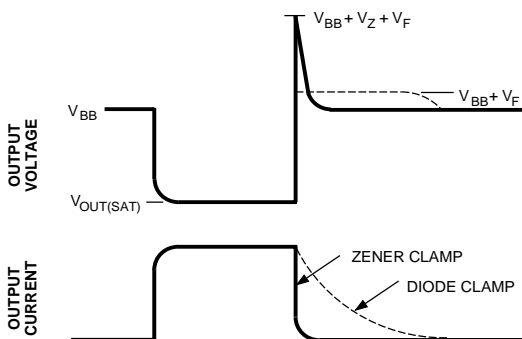 V_BB + V_Z + V_F
V_BB
V_BB + V_F
OUTPUT
VOLTAGE
V_OUT(SAT)
ZENER CLAMP
DIODE CLAMP
OUTPUT
CURRENT